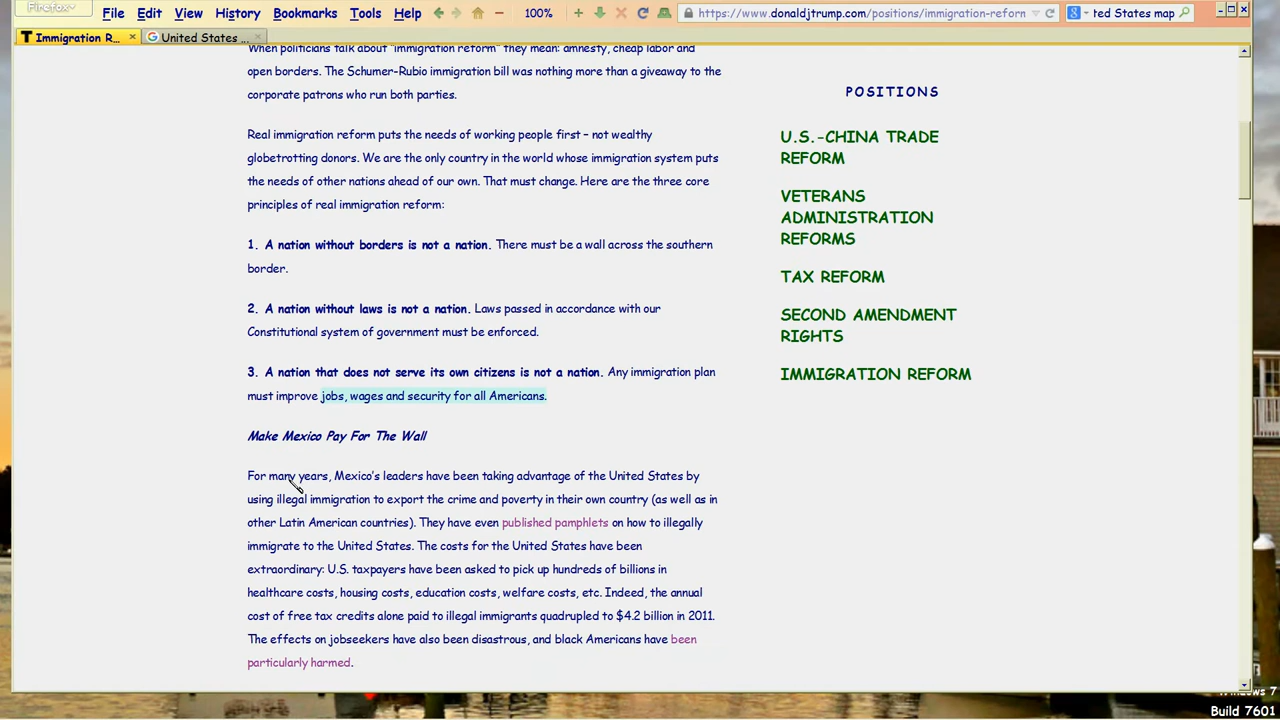 Firefox
File Edit View History Bookmarks Tools Help
100%
https://www.donaldjtrump.com/positions/immigration-reform
ted States map
Immigration R...
United States ...
When politicians talk about "immigration reform" they mean: amnesty, cheap labor and
open borders. The Schumer-Rubio immigration bill was nothing more than a giveaway to the
corporate patrons who run both parties.
Real immigration reform puts the needs of working people first – not wealthy
globetrotting donors. We are the only country in the world whose immigration system puts
the needs of other nations ahead of our own. That must change. Here are the three core
principles of real immigration reform:
1. A nation without borders is not a nation. There must be a wall across the southern
border.
2. A nation without laws is not a nation. Laws passed in accordance with our
Constitutional system of government must be enforced.
3. A nation that does not serve its own citizens is not a nation. Any immigration plan
must improve jobs, wages and security for all Americans.
Make Mexico Pay For The Wall
For many years, Mexico's leaders have been taking advantage of the United States by
using illegal immigration to export the crime and poverty in their own country (as well as in
other Latin American countries). They have even published pamphlets on how to illegally
immigrate to the United States. The costs for the United States have been
extraordinary: U.S. taxpayers have been asked to pick up hundreds of billions in
healthcare costs, housing costs, education costs, welfare costs, etc. Indeed, the annual
cost of free tax credits alone paid to illegal immigrants quadrupled to $4.2 billion in 2011.
The effects on jobseekers have also been disastrous, and black Americans have been
particularly harmed.
POSITIONS
U.S.-CHINA TRADE
REFORM
VETERANS
ADMINISTRATION
REFORMS
TAX REFORM
SECOND AMENDMENT
RIGHTS
IMMIGRATION REFORM
Windows 7
Build 7601